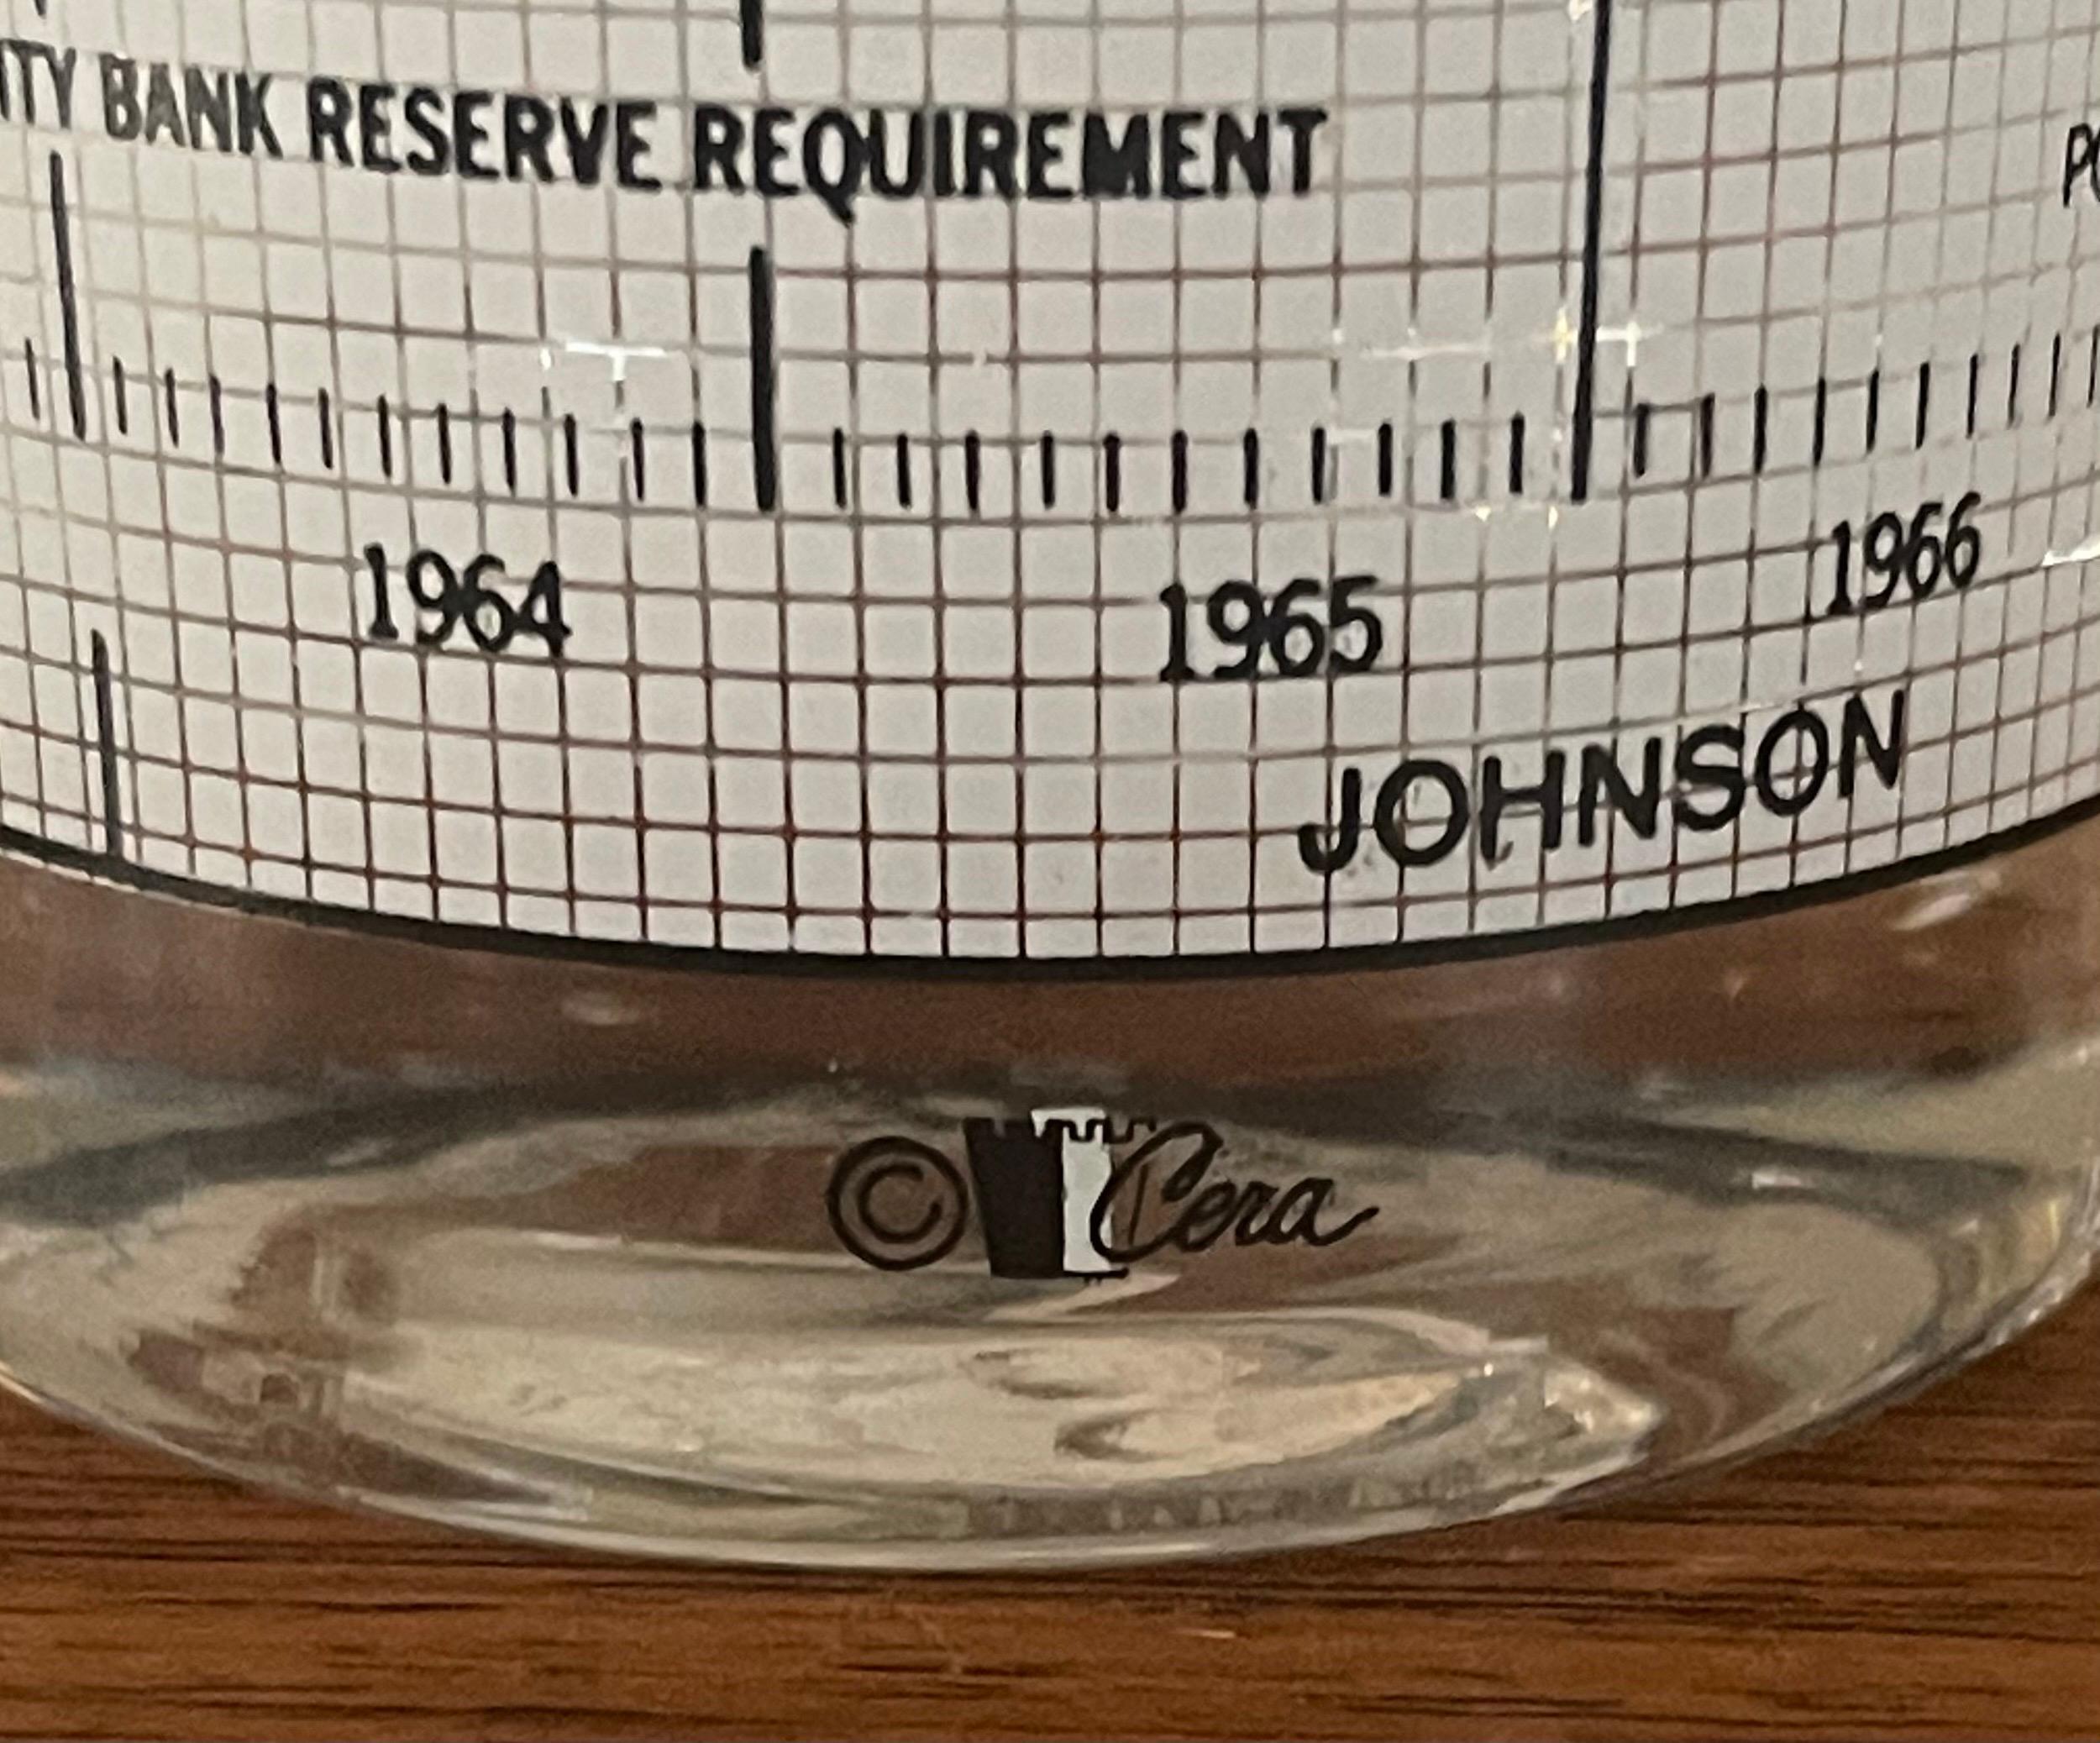 BANK RESERVE REQUIREMENT
1964 1965 1966
JOHNSON
© Cera